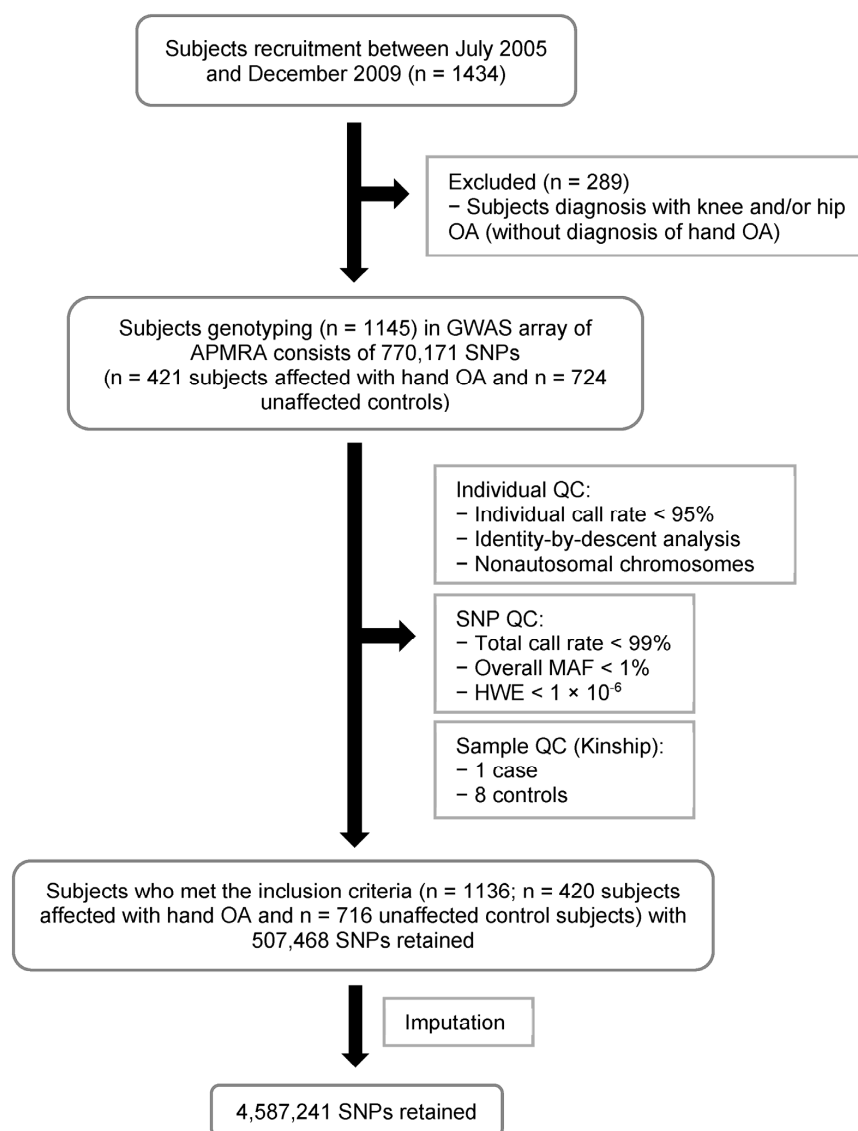 Subjects recruitment between July 2005
and December 2009 (n = 1434)
Excluded (n = 289)
− Subjects diagnosis with knee and/or hip
OA (without diagnosis of hand OA)
Subjects genotyping (n = 1145) in GWAS array of
APMRA consists of 770,171 SNPs
(n = 421 subjects affected with hand OA and n = 724
unaffected controls)
Individual QC:
− Individual call rate < 95%
− Identity-by-descent analysis
− Nonautosomal chromosomes
SNP QC:
− Total call rate < 99%
− Overall MAF < 1%
− HWE < 1 × 10⁻⁶
Sample QC (Kinship):
− 1 case
− 8 controls
Subjects who met the inclusion criteria (n = 1136; n = 420 subjects
affected with hand OA and n = 716 unaffected control subjects) with
507,468 SNPs retained
Imputation
4,587,241 SNPs retained